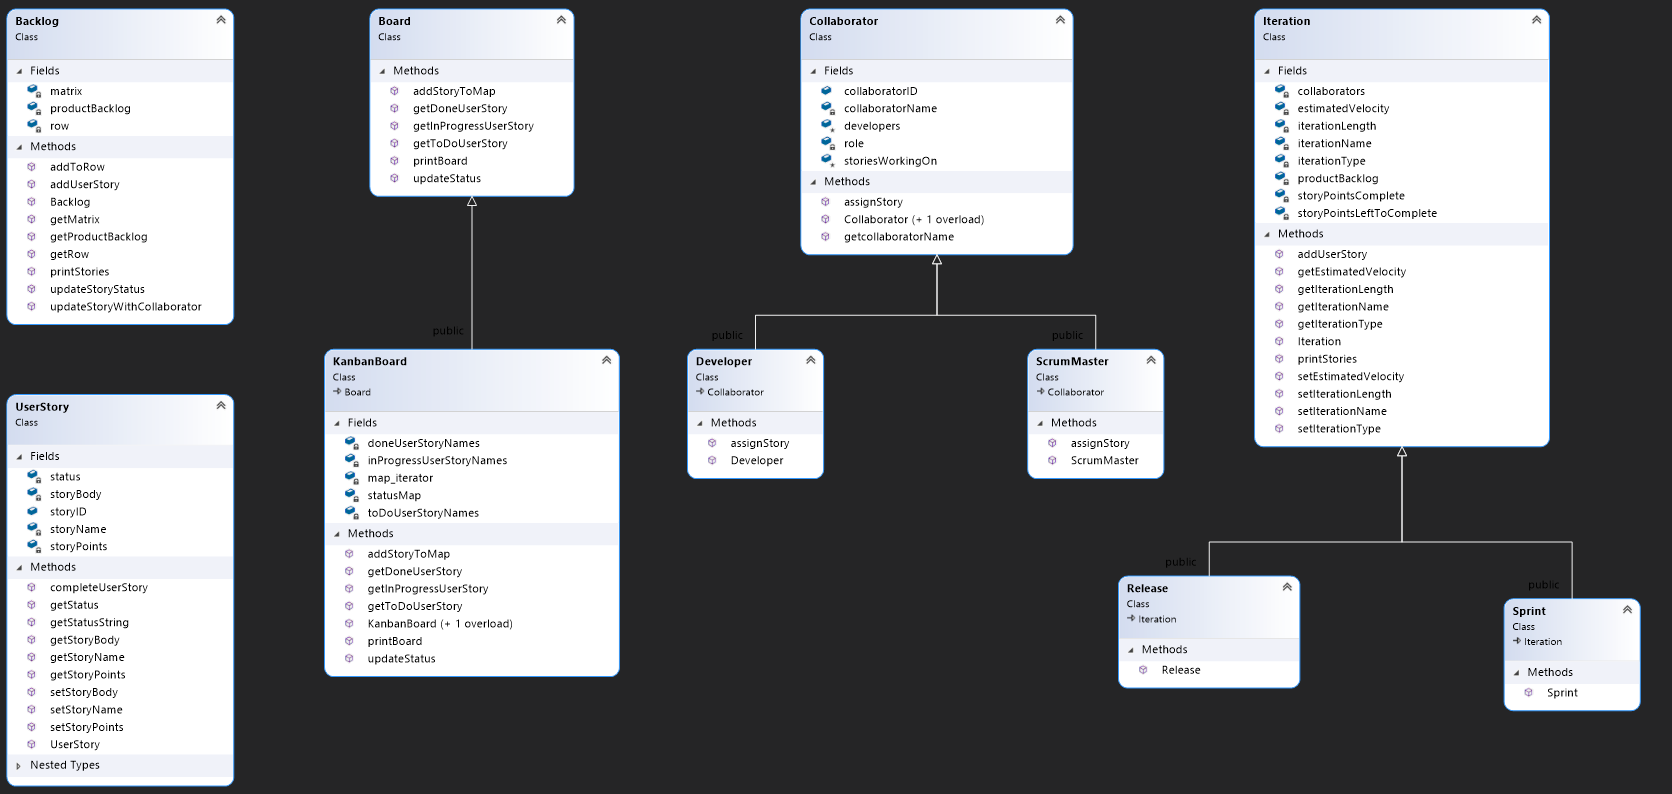 Backlog
Class
Fields
matrix
productBacklog
row
Methods
addToRow
addUserStory
Backlog
getMatrix
getProductBacklog
getRow
printStories
updateStoryStatus
updateStoryWithCollaborator
UserStory
Class
Fields
status
storyBody
storyID
storyName
storyPoints
Methods
completeUserStory
getStatus
getStatusString
getStoryBody
getStoryName
getStoryPoints
setStoryBody
setStoryName
setStoryPoints
UserStory
Nested Types
Board
Class
Methods
addStoryToMap
getDoneUserStory
getInProgressUserStory
getToDoUserStory
printBoard
updateStatus
public
KanbanBoard
Class
Board
Fields
doneUserStoryNames
inProgressUserStoryNames
map_iterator
statusMap
toDoUserStoryNames
Methods
addStoryToMap
getDoneUserStory
getInProgressUserStory
getToDoUserStory
KanbanBoard (+ 1 overload)
printBoard
updateStatus
Collaborator
Class
Fields
collaboratorID
collaboratorName
developers
role
storiesWorkingOn
Methods
assignStory
Collaborator (+ 1 overload)
getcollaboratorName
public
Developer
Class
Collaborator
Methods
assignStory
Developer
public
ScrumMaster
Class
Collaborator
Methods
assignStory
ScrumMaster
Iteration
Class
Fields
collaborators
estimatedVelocity
iterationLength
iterationName
iterationType
productBacklog
storyPointsComplete
storyPointsLeftToComplete
Methods
addUserStory
getEstimatedVelocity
getIterationLength
getIterationName
getIterationType
Iteration
printStories
setEstimatedVelocity
setIterationLength
setIterationName
setIterationType
public
Release
Class
Iteration
Methods
Release
public
Sprint
Class
Iteration
Methods
Sprint